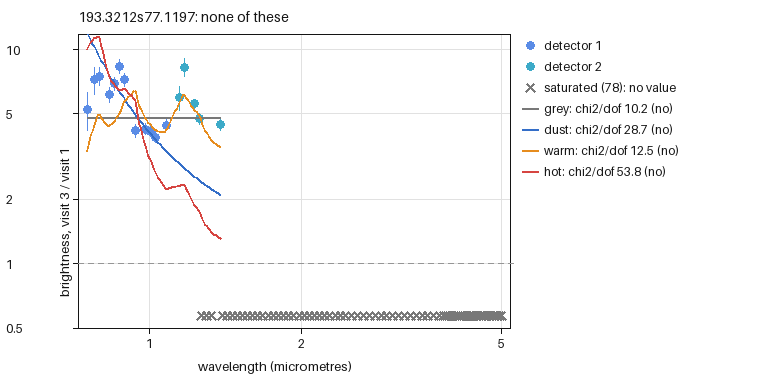 193.3212s77.1197: none of these
10
5
2
1
0.5
brightness, visit 3 / visit 1
1
2
5
wavelength (micrometres)
detector 1
detector 2
saturated (78): no value
grey: chi2/dof 10.2 (no)
dust: chi2/dof 28.7 (no)
warm: chi2/dof 12.5 (no)
hot: chi2/dof 53.8 (no)